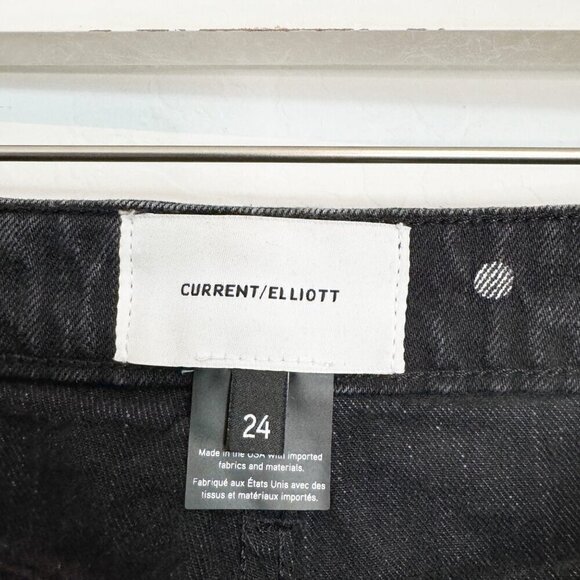 CURRENT/ELLIOTT
24
Made in the USA with imported
fabrics and materials.
Fabriqué aux États Unis avec des
tissus et matériaux importés.